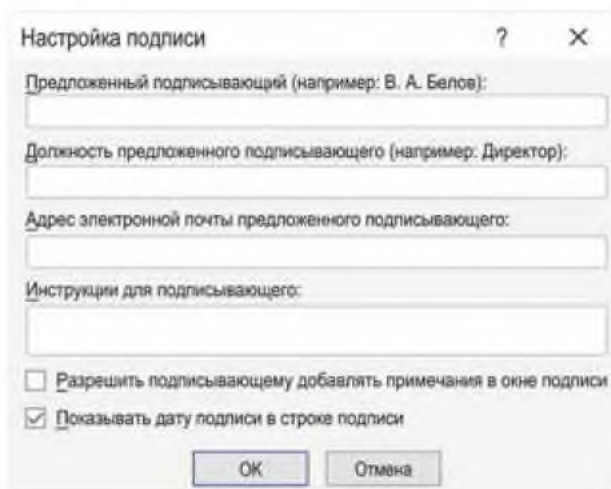 Настройка подписи ? ×
Предложенный подписывающий (например: В. А. Белов):
Должность предложенного подписывающего (например: Директор):
Адрес электронной почты предложенного подписывающего:
Инструкции для подписывающего:
Разрешить подписывающему добавлять примечания в окне подписи
Показывать дату подписи в строке подписи
ОК Отмена